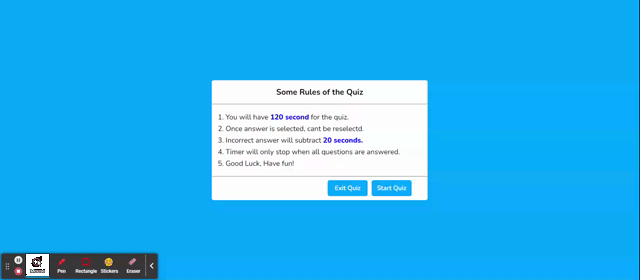 Some Rules of the Quiz
1. You will have 120 second for the quiz.
2. Once answer is selected, cant be reselectd.
3. Incorrect answer will subtract 20 seconds.
4. Timer will only stop when all questions are answered.
5. Good Luck, Have fun!
Exit Quiz Start Quiz
Pen Rectangle Stickers Eraser